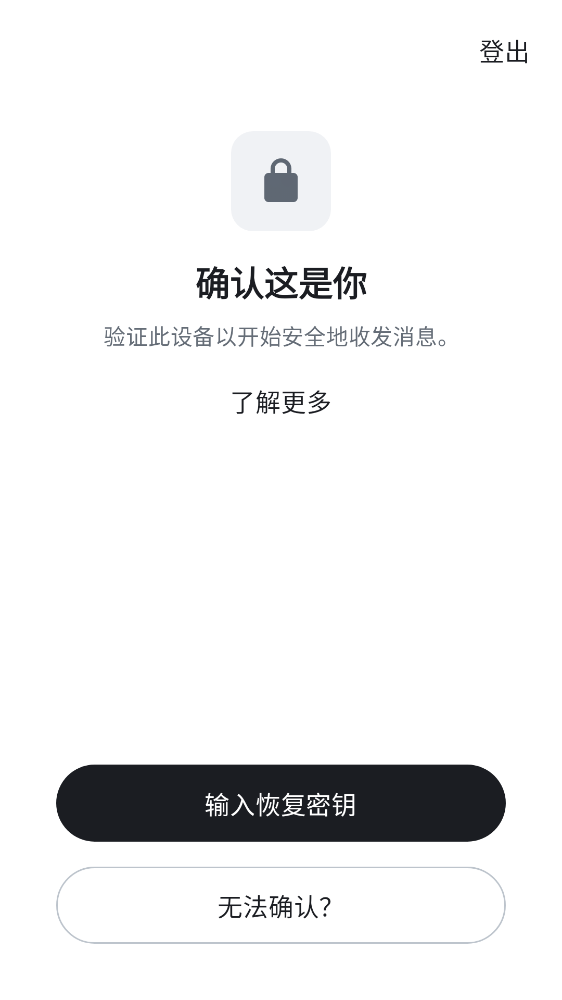 登出
确认这是你
验证此设备以开始安全地收发消息。
了解更多
输入恢复密钥
无法确认？